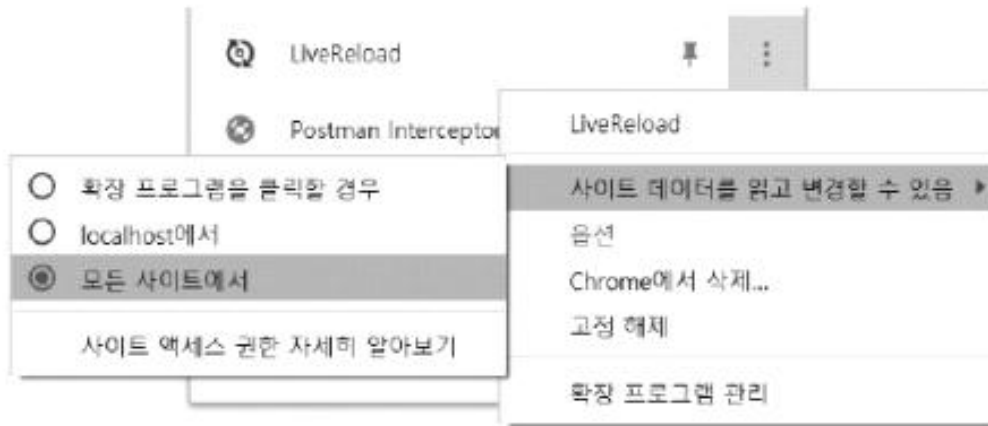 LiveReload
Postman Intercepto
LiveReload
사이트 데이터를 읽고 변경할 수 있음
옵션
Chrome에서 삭제...
고정 해제
확장 프로그램 관리
확장 프로그램을 클릭할 경우
localhost에서
모든 사이트에서
사이트 액세스 권한 자세히 알아보기